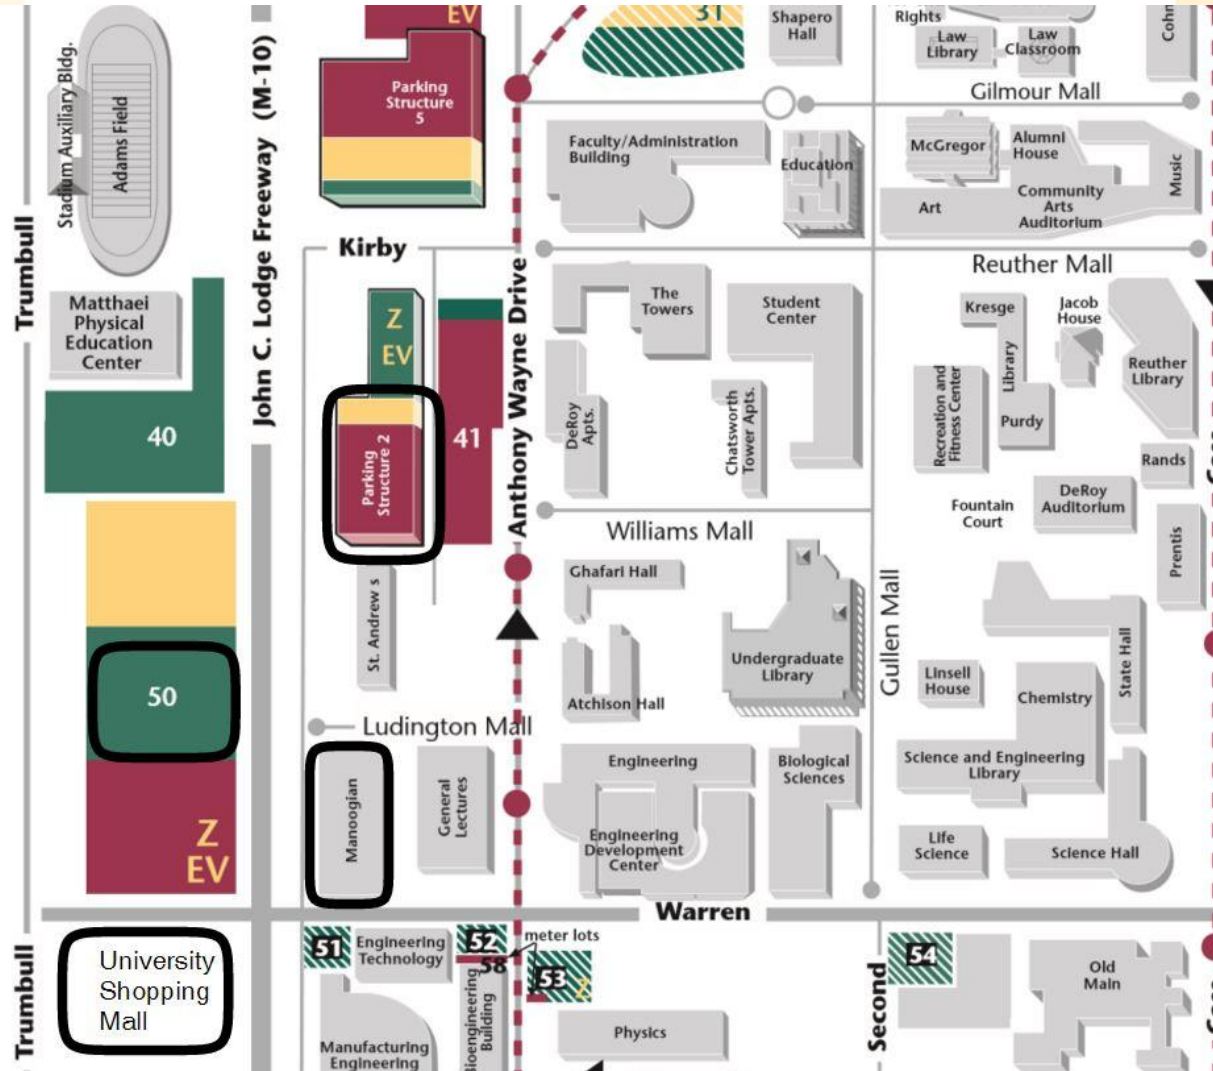 EV
31
Shapero
Hall
Rights
Law
Library
Law
Classroom
Cohn
Stadium Auxiliary Bldg.
Adams Field
John C. Lodge Freeway (M-10)
Parking
Structure
5
Gilmour Mall
Faculty/Administration
Building
Education
McGregor
Alumni
House
Music
Art
Community
Arts
Auditorium
Trumbull
Kirby
Reuther Mall
Matthaei
Physical
Education
Center
Z
EV
Anthony Wayne Drive
The
Towers
Student
Center
Kresge
Library
Purdy
Jacob
House
Reuther
Library
40
Parking
Structure 2
41
DeRoy
Apts.
Chatsworth
Tower Apts.
Recreation and
Fitness Center
Rands
DeRoy
Auditorium
Fountain
Court
Prentis
Williams Mall
Ghafari Hall
St. Andrew s
Undergraduate
Library
Gullen Mall
Atchison Hall
Linsell
House
Chemistry
State Hall
50
Ludington Mall
Manoogian
General
Lectures
Engineering
Biological
Sciences
Science and Engineering
Library
Engineering
Development
Center
Life
Science
Science Hall
Z
EV
Warren
University
Shopping
Mall
Trumbull
51
Engineering
Technology
52
58
meter lots
53
Z
Bioengineering
Building
Physics
Second
54
Old
Main
Manufacturing
Engineering